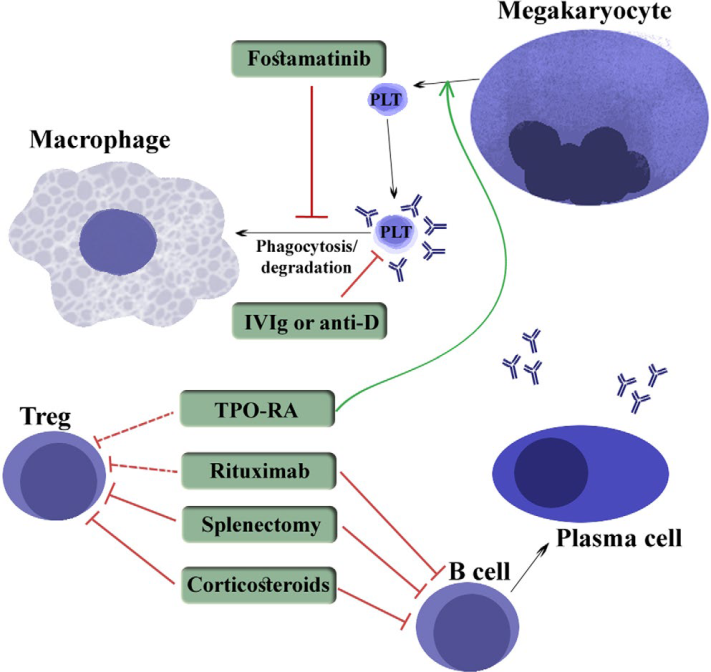 Megakaryocyte
Fostamatinib
PLT
Macrophage
PLT
Phagocytosis/
degradation
IVIg or anti-D
TPO-RA
Treg
Rituximab
Splenectomy
Plasma cell
B cell
Corticosteroids